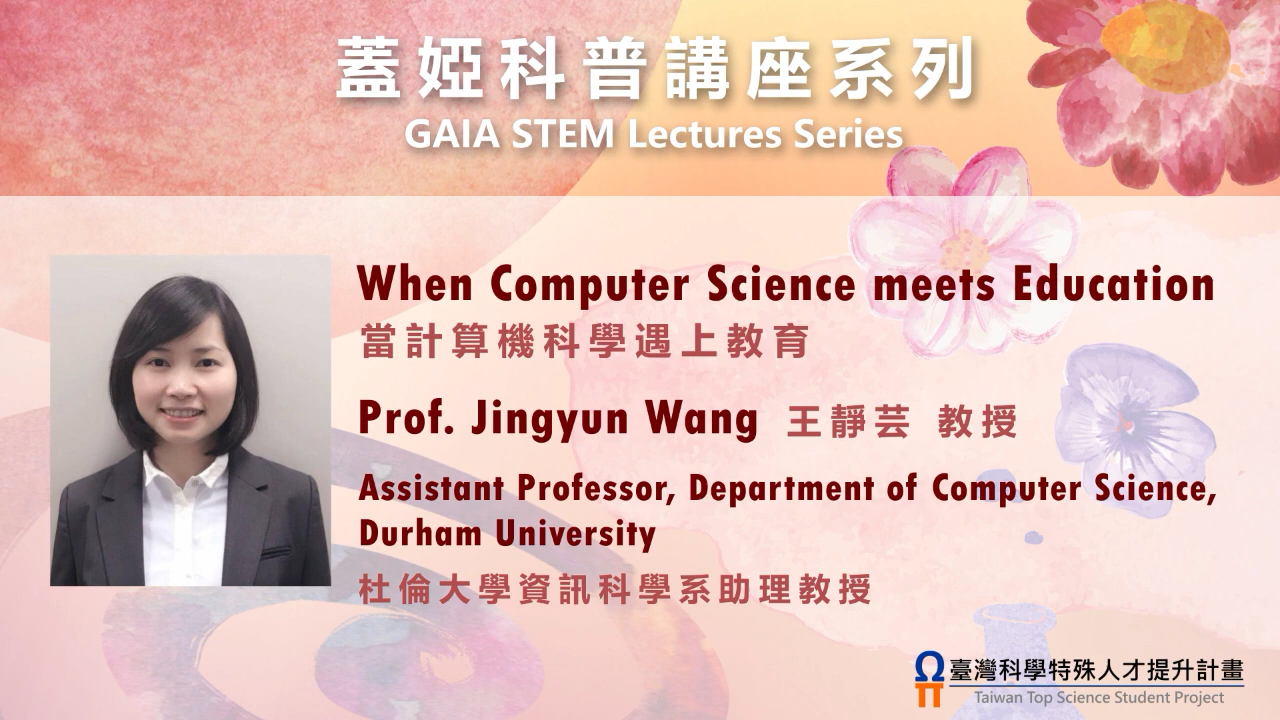 蓋婭科普講座系列
GAIA STEM Lectures Series
When Computer Science meets Education
當計算機科學遇上教育
Prof. Jingyun Wang 王靜芸 教授
Assistant Professor, Department of Computer Science,
Durham University
杜倫大學資訊科學系助理教授
臺灣科學特殊人才提升計畫
Taiwan Top Science Student Project